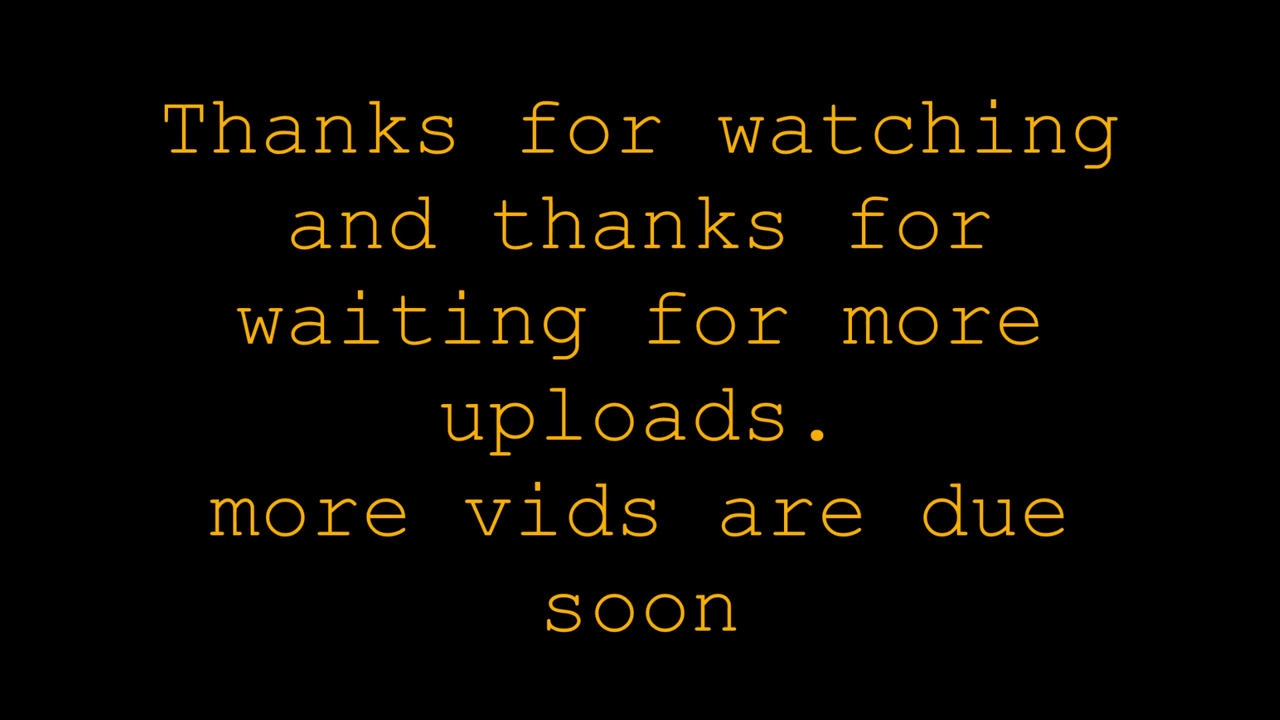 Thanks for watching
and thanks for
waiting for more
uploads.
more vids are due
soon